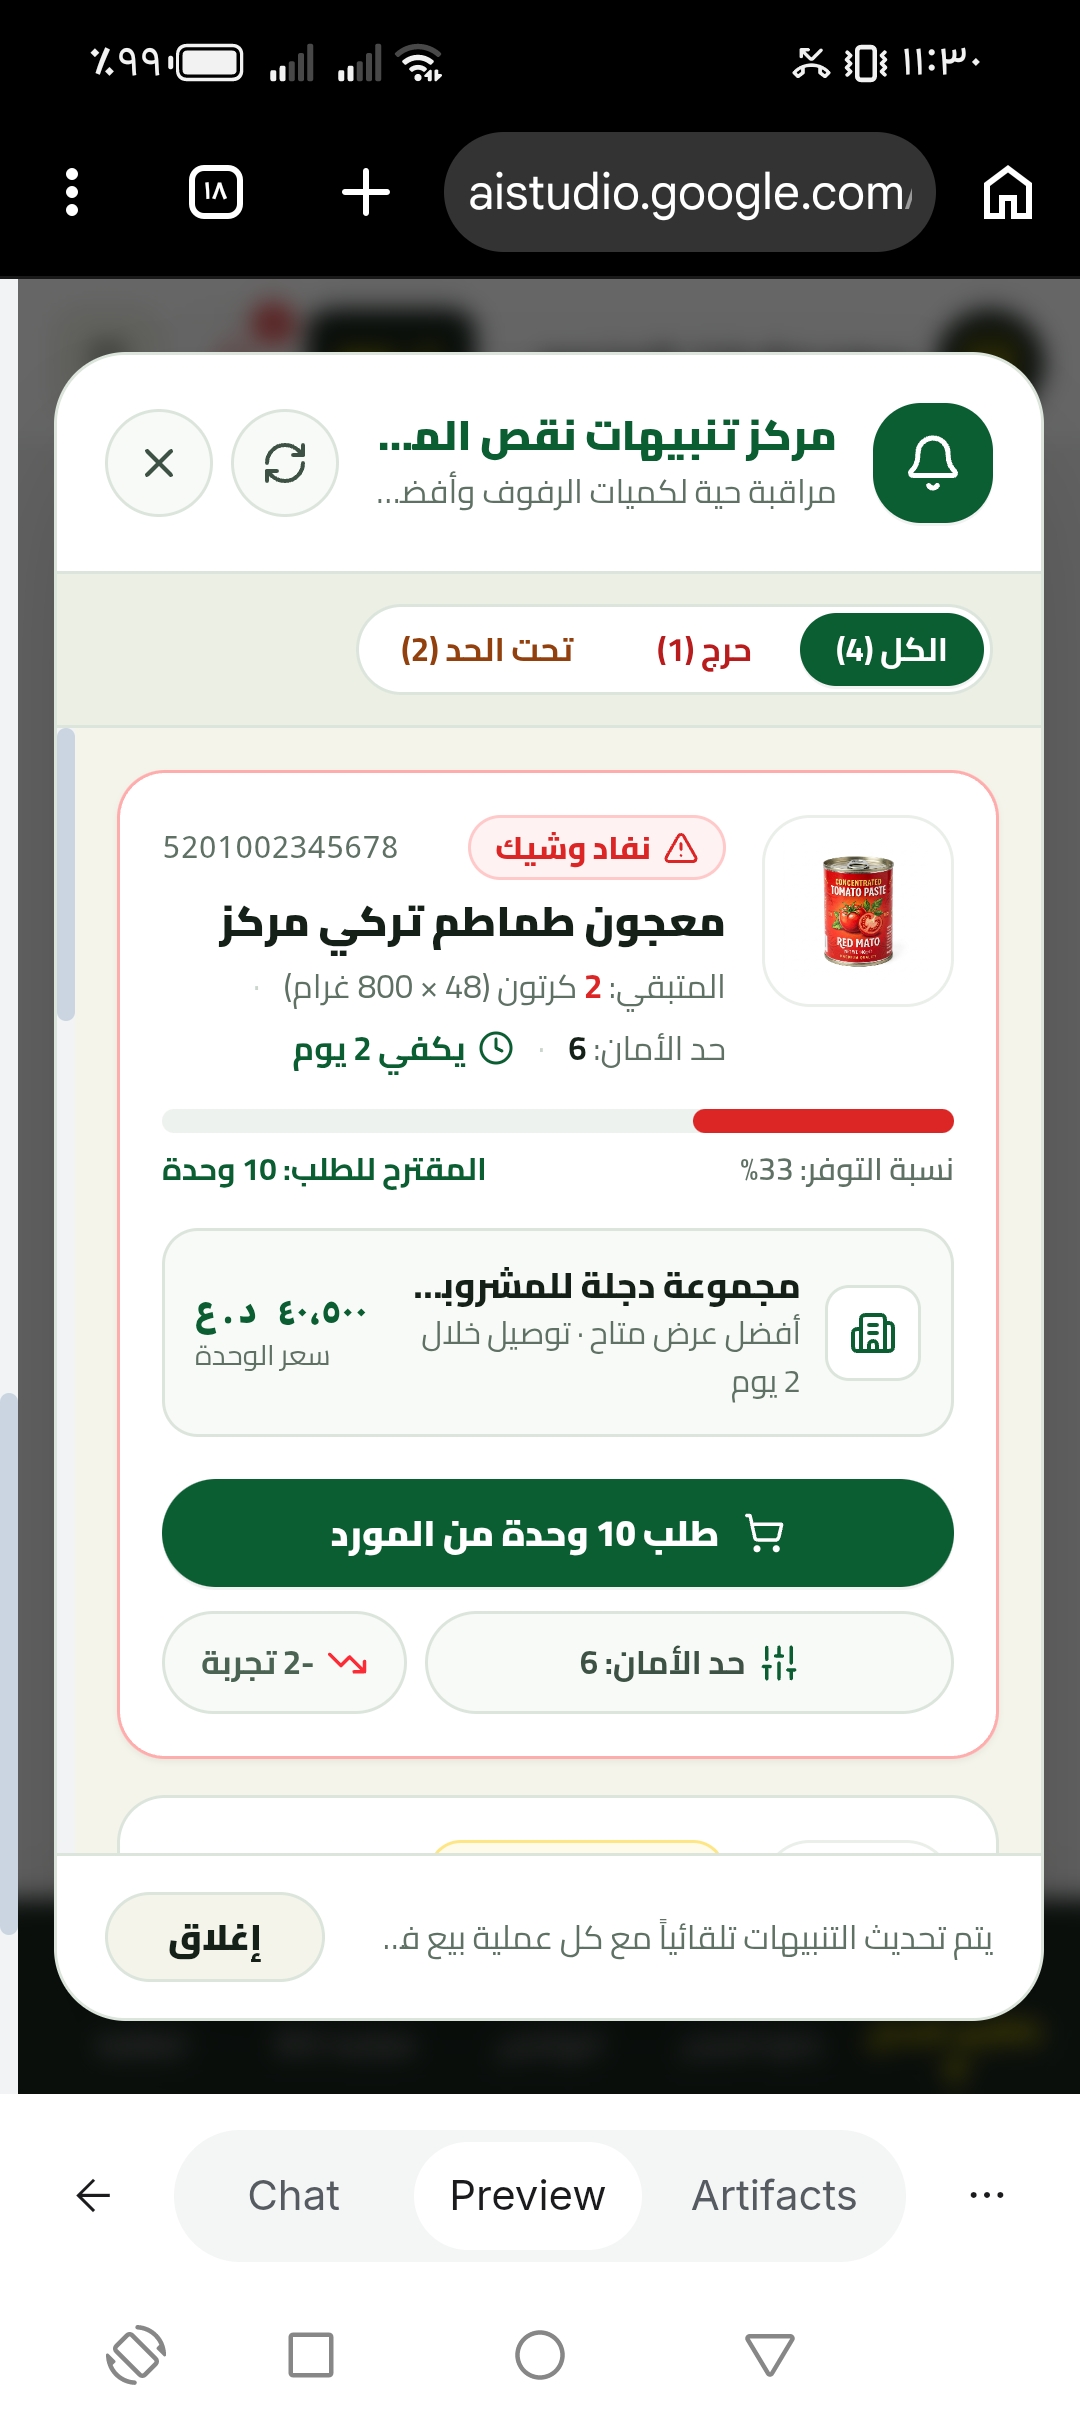 ٪٩٩
١١:٣٠
١٨
aistudio.google.com/
مركز تنبيهات نقص الم...
مراقبة حية لكميات الرفوف وأفضـ...
الكل (4)
حرج (1)
تحت الحد (2)
نفاد وشيك
5201002345678
CONCENTRATED
TOMATO PASTE
RED MATO
معجون طماطم تركي مركز
المتبقي: 2 كرتون (48 × 800 غرام) ·
حد الأمان: 6 · يكفي 2 يوم
نسبة التوفر: 33%
المقترح للطلب: 10 وحدة
مجموعة دجلة للمشروبـ...
أفضل عرض متاح · توصيل خلال
2 يوم
٤٠,٥٠٠ د.ع
سعر الوحدة
طلب 10 وحدة من المورد
حد الأمان: 6
-2 تجربة
يتم تحديث التنبيهات تلقائياً مع كل عملية بيع فـ...
إغلاق
Chat
Preview
Artifacts